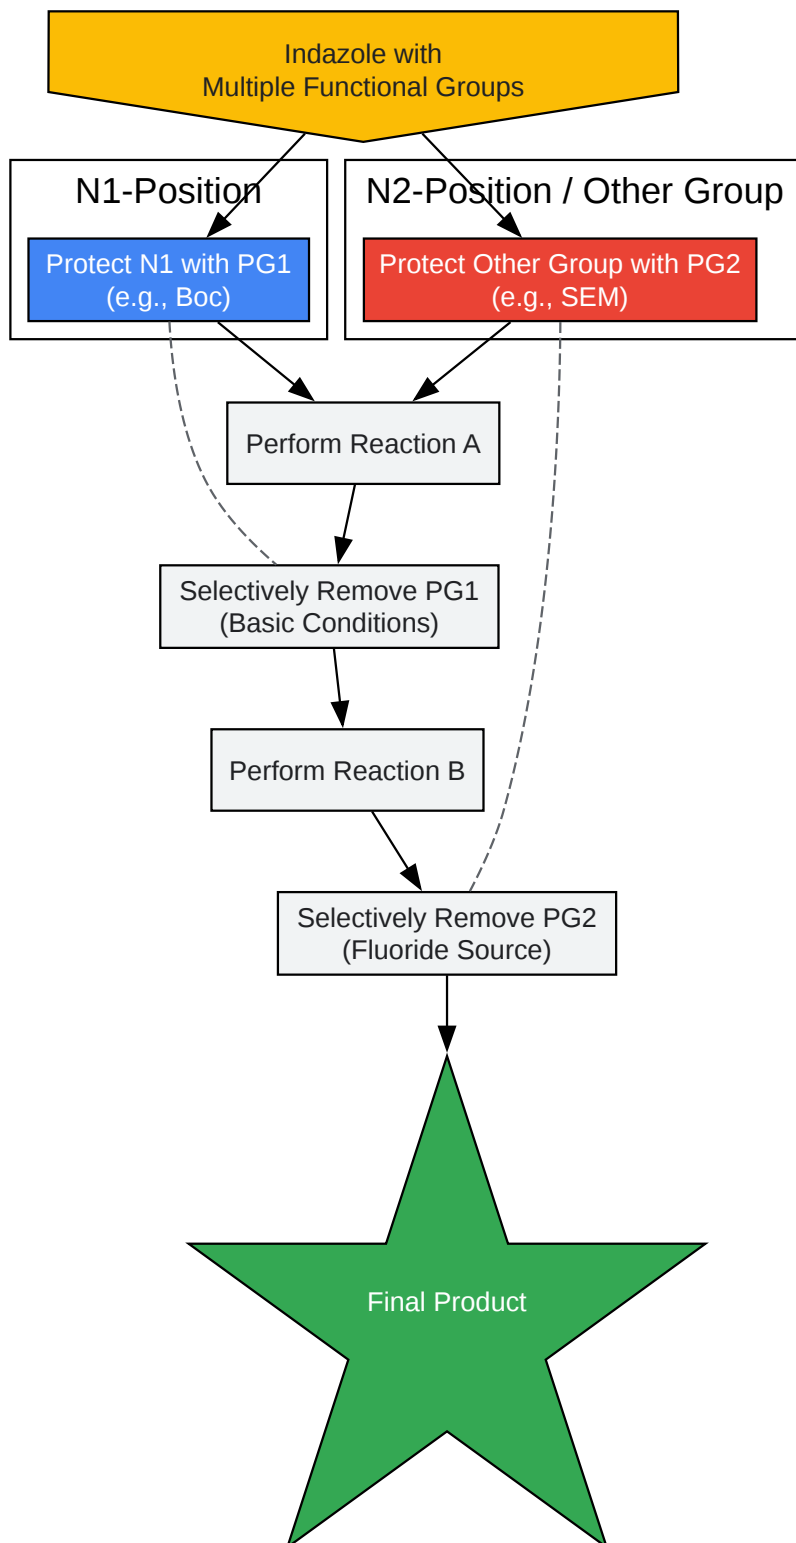 Indazole with
Multiple Functional Groups
N1-Position
N2-Position / Other Group
Protect N1 with PG1
(e.g., Boc)
Protect Other Group with PG2
(e.g., SEM)
Perform Reaction A
Selectively Remove PG1
(Basic Conditions)
Perform Reaction B
Selectively Remove PG2
(Fluoride Source)
Final Product